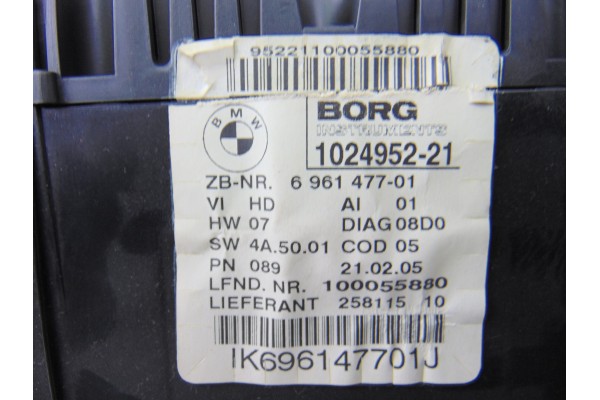 95221100055880
BMW
BORG
INSTRUMENTS
1024952-21
ZB-NR. 6 961 477-01
VI HD AI 01
HW 07 DIAG 08D0
SW 4A.50.01 COD 05
PN 089 21.02.05
LFND. NR. 100055880
LIEFERANT 258115 10
IK696147701J